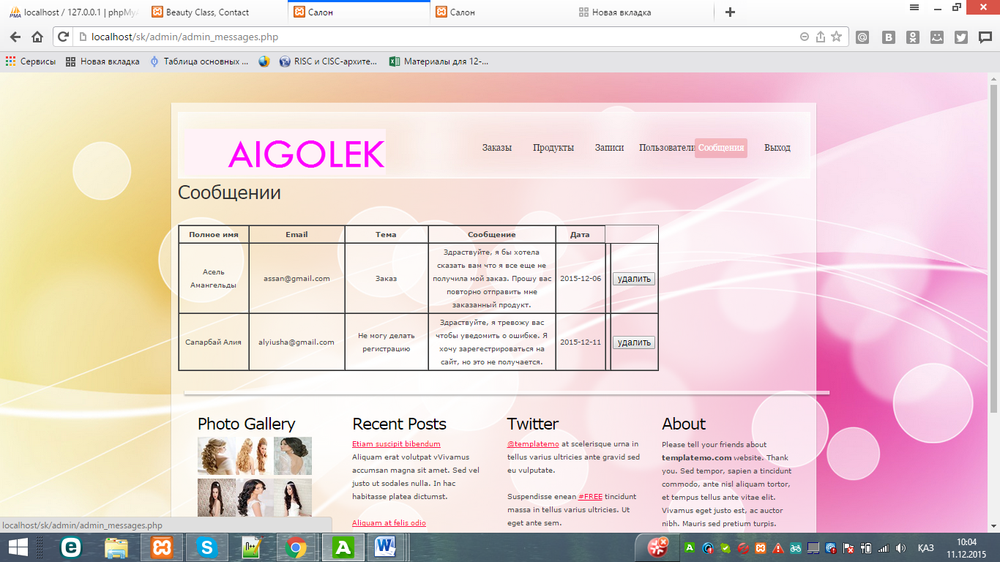 localhost / 127.0.0.1 | phpMyA
Beauty Class, Contact
Салон
Салон
Новая вкладка
localhost/sk/admin/admin_messages.php
Сервисы
Новая вкладка
Таблица основных ...
RISC и CISC-архите...
Материалы для 12-...
AIGOLEK
Заказы
Продукты
Записи
Пользователи
Сообщения
Выход
Сообщении
Полное имя
Email
Тема
Сообщение
Дата
Асель
Амангельды
assan@gmail.com
Заказ
Здраствуйте, я бы хотела
сказать вам что я все еще не
получила мой заказ. Прошу вас
повторно отправить мне
заказанный продукт.
2015-12-06
удалить
Сапарбай Алия
alyiusha@gmail.com
Не могу делать
регистрацию
Здраствуйте, я тревожу вас
чтобы уведомить о ошибке. Я
хочу зарегестрироваться на
сайт, но это не получается.
2015-12-11
удалить
Photo Gallery
Recent Posts
Etiam suscipit bibendum
Aliquam erat volutpat vVivamus
accumsan magna sit amet. Sed vel
justo ut sodales nulla. In hac
habitasse platea dictumst.
Aliquam at felis odio
Twitter
@templatemo at scelerisque urna in
tellus varius ultricies ante gravid sed
eu vulputate.
Suspendisse enean #FREE tincidunt
massa in tellus varius ultricies. Ut
eget ante sem.
About
Please tell your friends about
templatemo.com website. Thank
you. Sed tempor, sapien a tincidunt
commodo, ante nisl aliquam tortor,
et tempus tellus ante vitae elit.
Vivamus eget justo est, ac auctor
nibh. Mauris sed pretium turpis.
localhost/sk/admin/admin_messages.php
ҚАЗ
10:04
11.12.2015